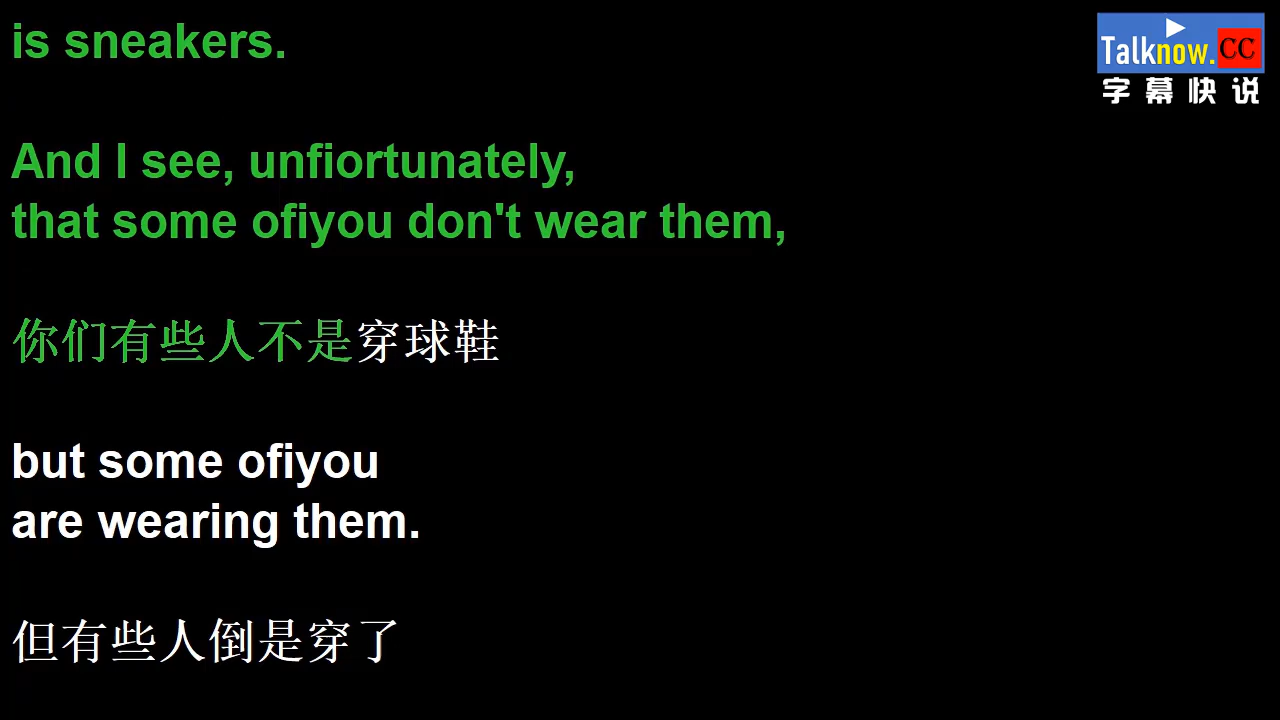 is sneakers.
Talknow.CC
字幕快说
And I see, unfiortunately,
that some ofiyou don't wear them,
你们有些人不是穿球鞋
but some ofiyou
are wearing them.
但有些人倒是穿了